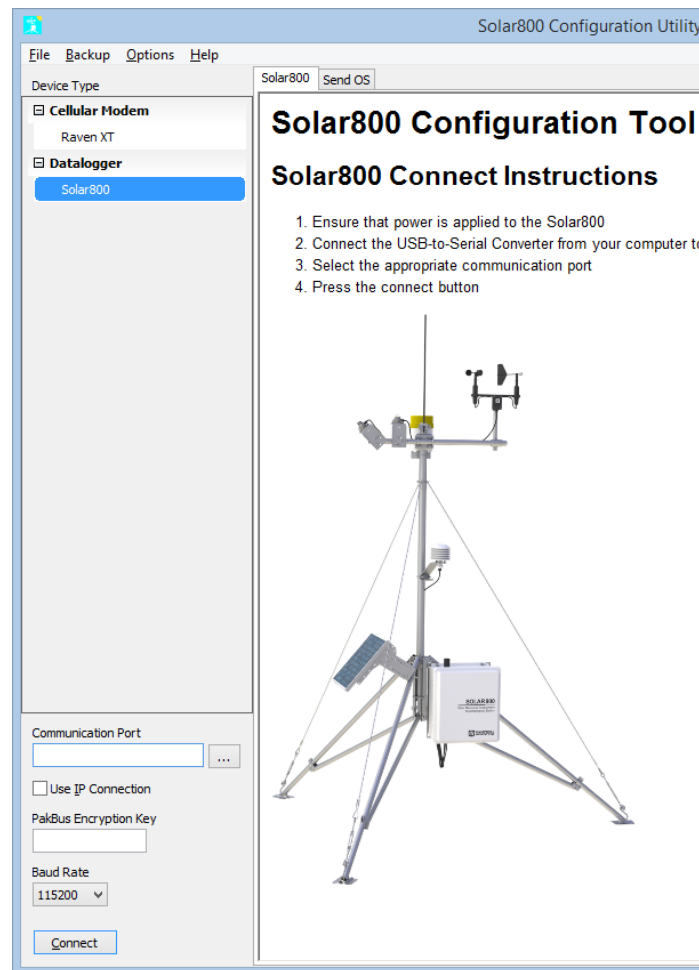 Solar800 Configuration Utility
File Backup Options Help
Device Type
Cellular Modem
Raven XT
Datalogger
Solar800
Communication Port
...
Use IP Connection
PakBus Encryption Key
Baud Rate
115200
Connect
Solar800 Send OS
Solar800 Configuration Tool
Solar800 Connect Instructions
1. Ensure that power is applied to the Solar800
2. Connect the USB-to-Serial Converter from your computer to
3. Select the appropriate communication port
4. Press the connect button
SOLAR800